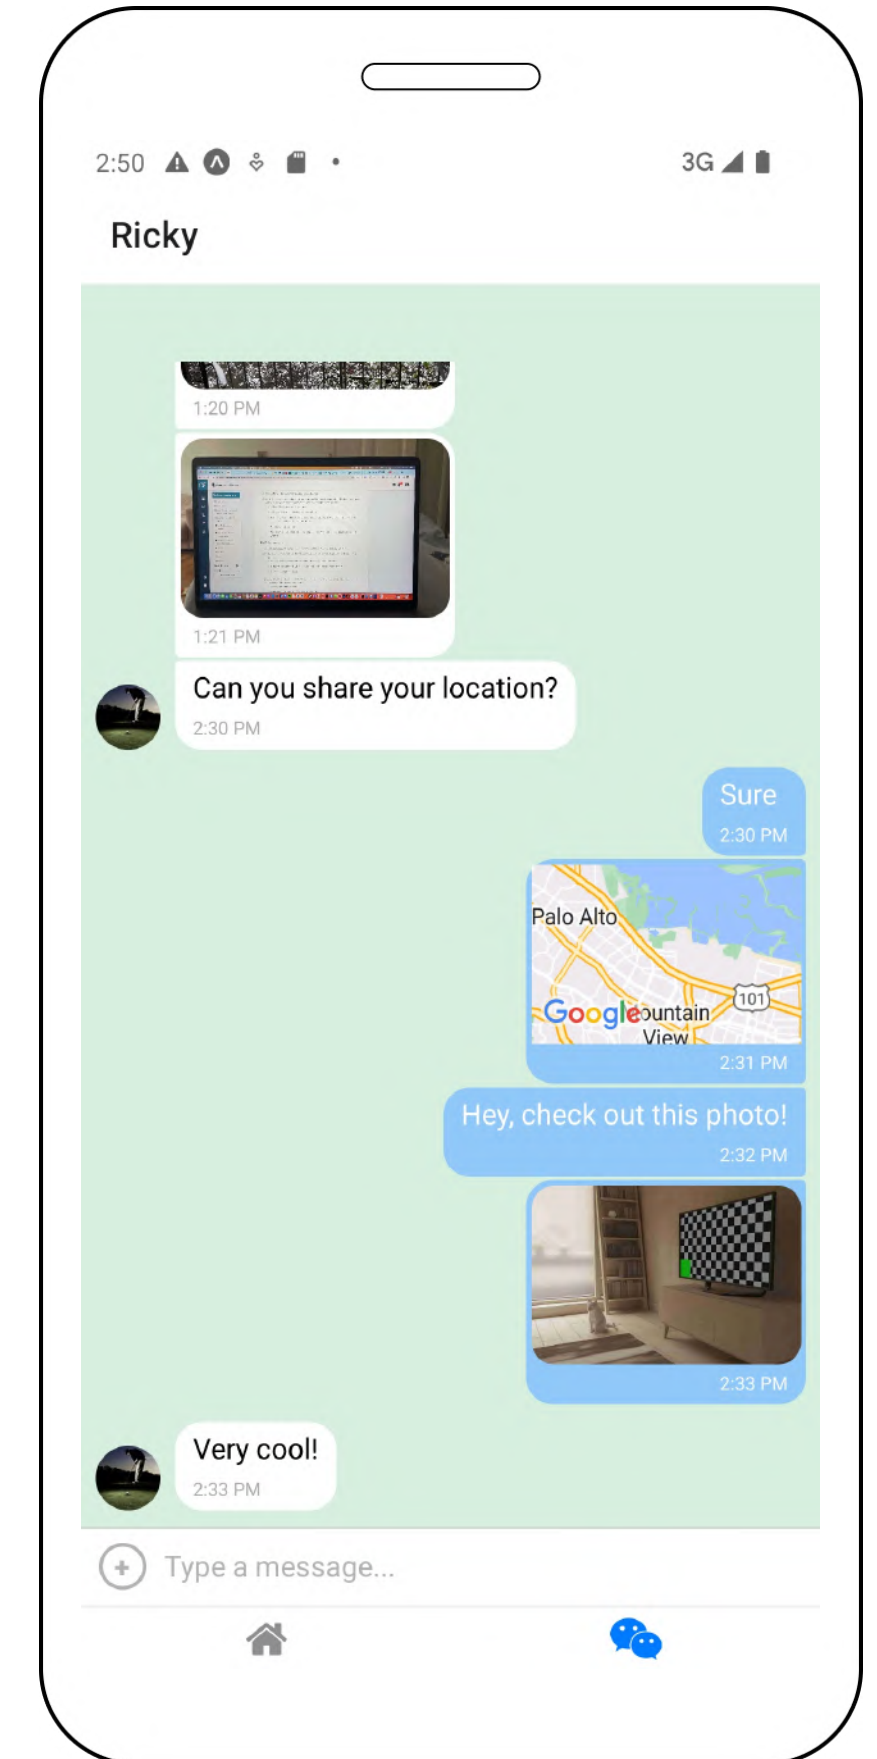 2:50
3G
Ricky
1:20 PM
1:21 PM
Can you share your location?
2:30 PM
Sure
2:30 PM
Palo Alto
101
Google
ountain
View
2:31 PM
Hey, check out this photo!
2:32 PM
2:33 PM
Very cool!
2:33 PM
Type a message...